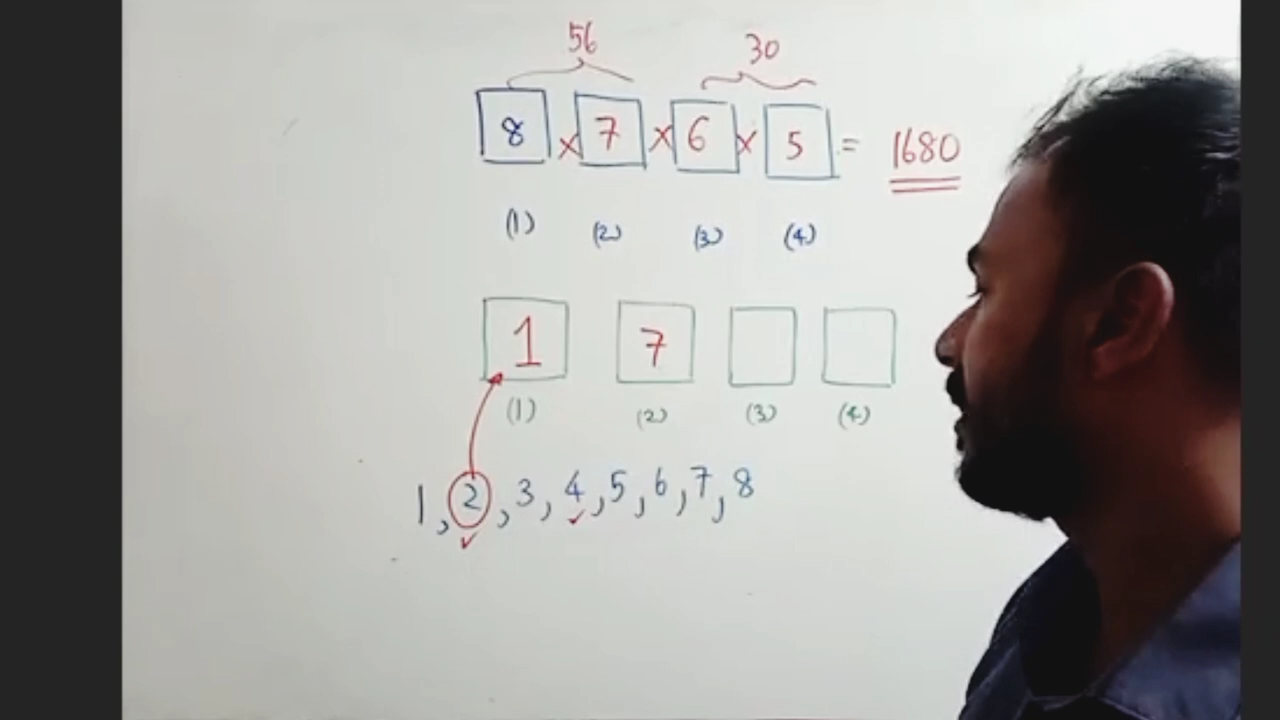 56 30
8 x 7 x 6 x 5 = 1680
(1) (2) (3) (4)
1 7
(1) (2) (3) (4)
1, 2, 3, 4, 5, 6, 7, 8